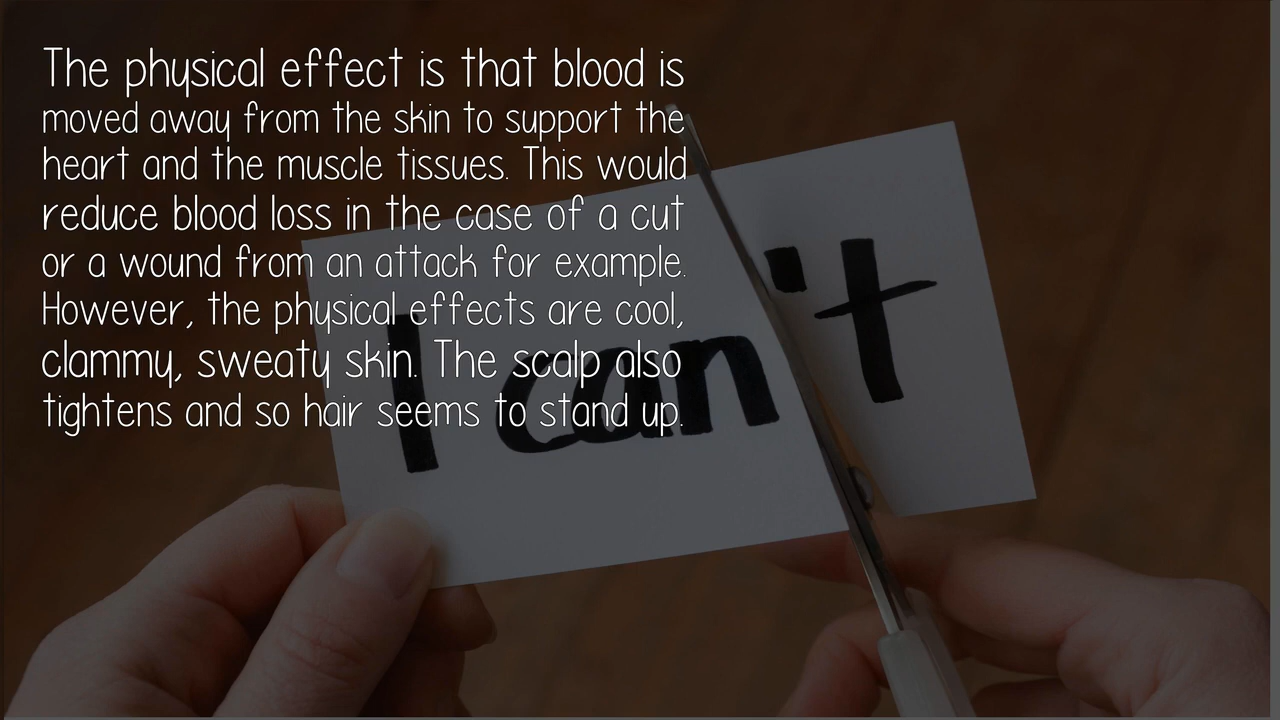 The physical effect is that blood is
moved away from the skin to support the
heart and the muscle tissues. This would
reduce blood loss in the case of a cut
or a wound from an attack for example.
However, the physical effects are cool,
clammy, sweaty skin. The scalp also
tightens and so hair seems to stand up.
I can't